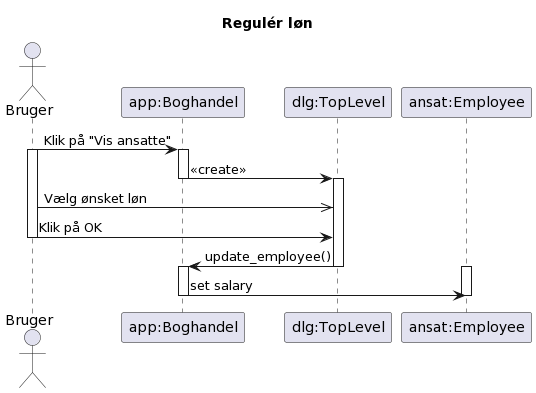 Regulér løn
Bruger
app:Boghandel
dlg:TopLevel
ansat:Employee
Klik på "Vis ansatte"
«create»
Vælg ønsket løn
Klik på OK
update_employee()
set salary
Bruger
app:Boghandel
dlg:TopLevel
ansat:Employee